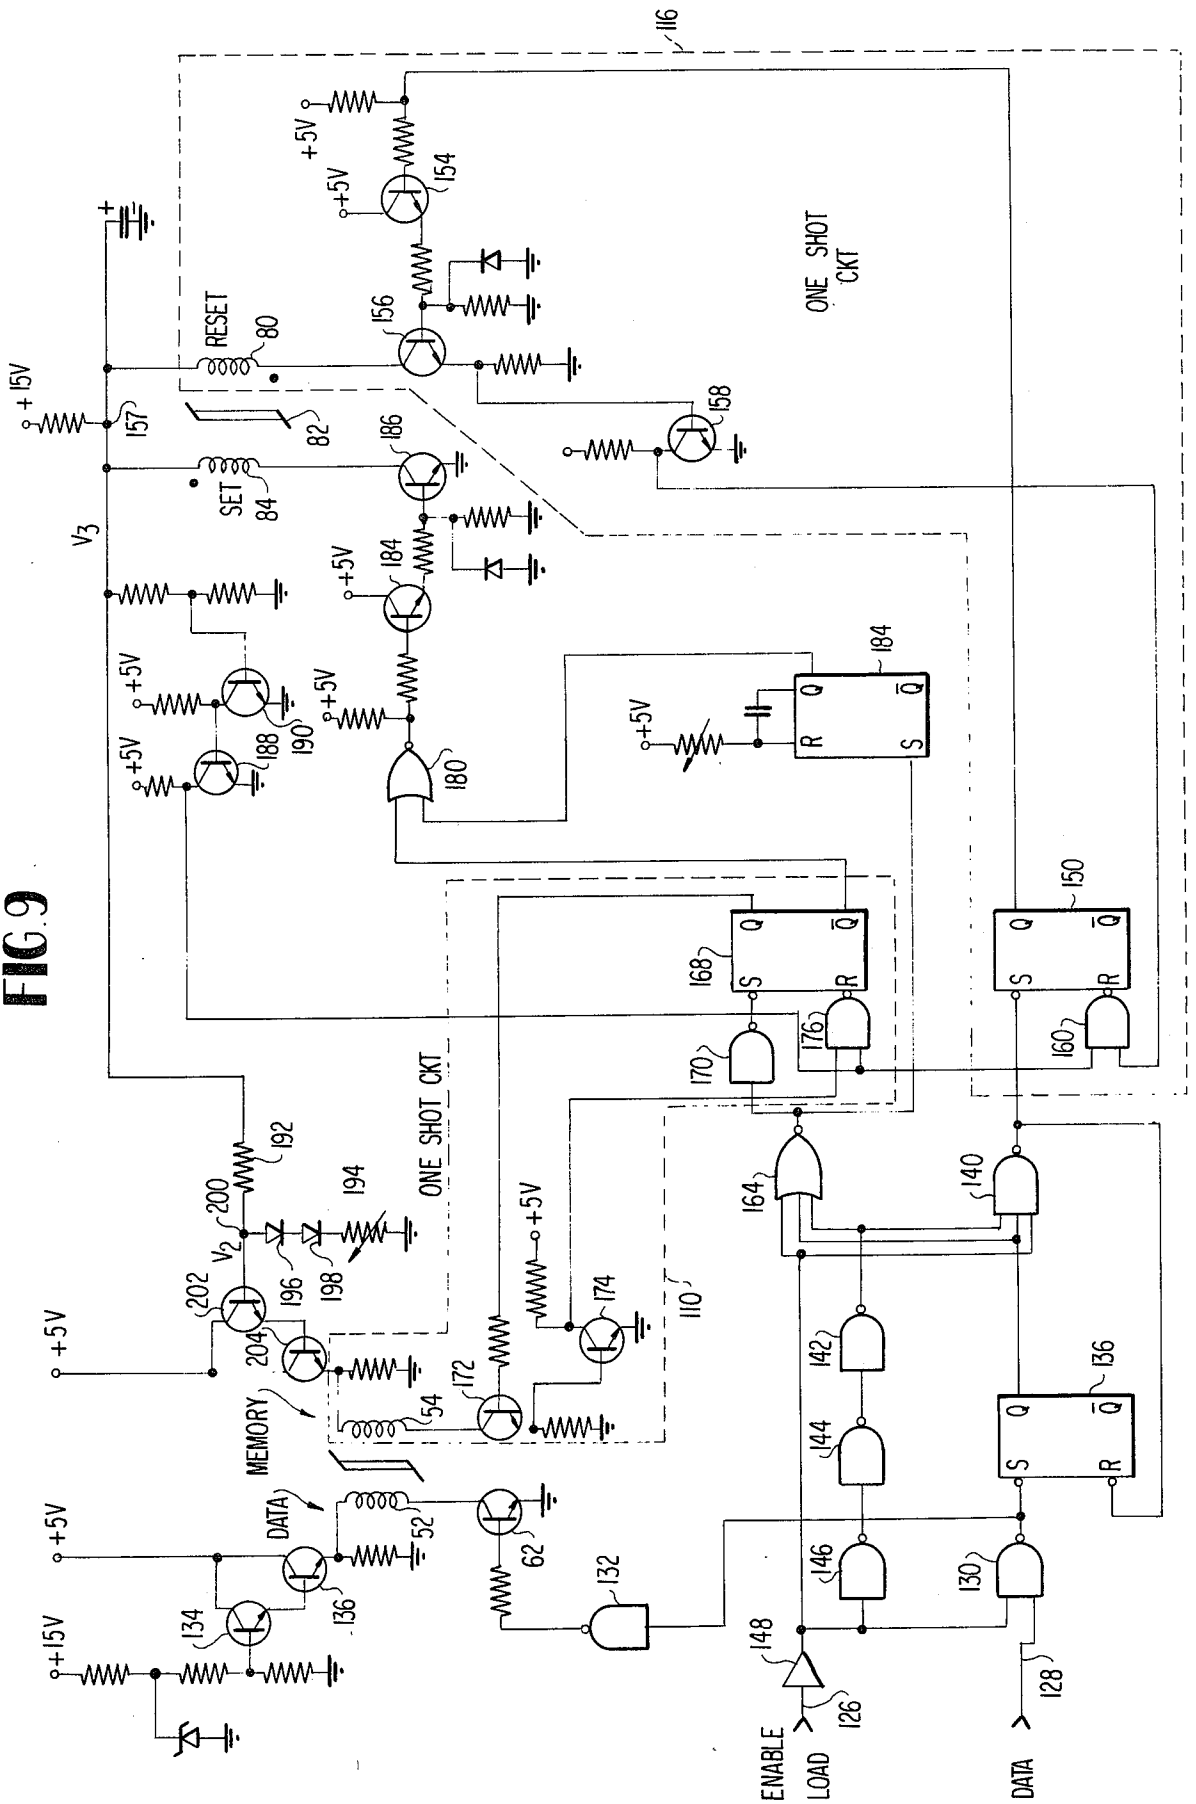 FIG.9
+5V
+15V
134
136
DATA
52
62
132
+5V
202
204
MEMORY
54
172
V2
200
192
196
198
194
ONE SHOT CKT
+5V
174
110
V3
+5V
+5V
188
190
+5V
180
184
+5V
186
SET
84
+15V
157
82
RESET
80
156
+
+5V
154
+5V
158
116
ONE SHOT
CKT
+5V
R
Q
S
Q
184
168
S
Q
R
Q
170
176
164
150
S
Q
R
Q
160
140
142
144
146
148
126
ENABLE
LOAD
130
128
DATA
136
S
Q
R
Q